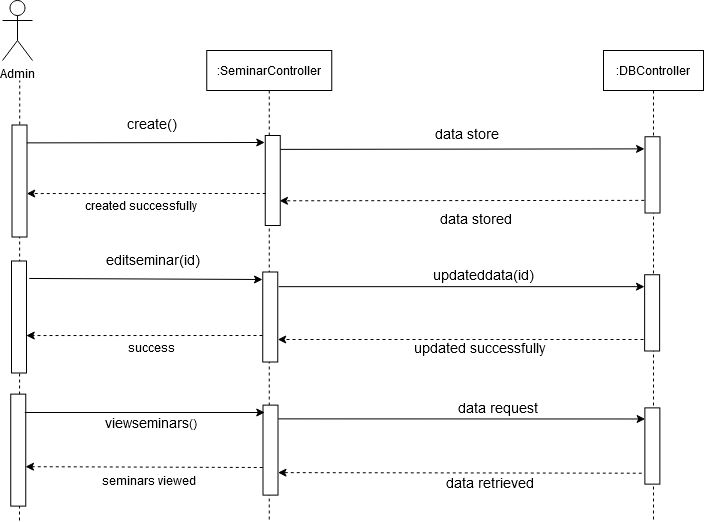 Admin
:SeminarController
:DBController
create()
data store
created successfully
data stored
editseminar(id)
updateddata(id)
success
updated successfully
viewseminars()
data request
seminars viewed
data retrieved